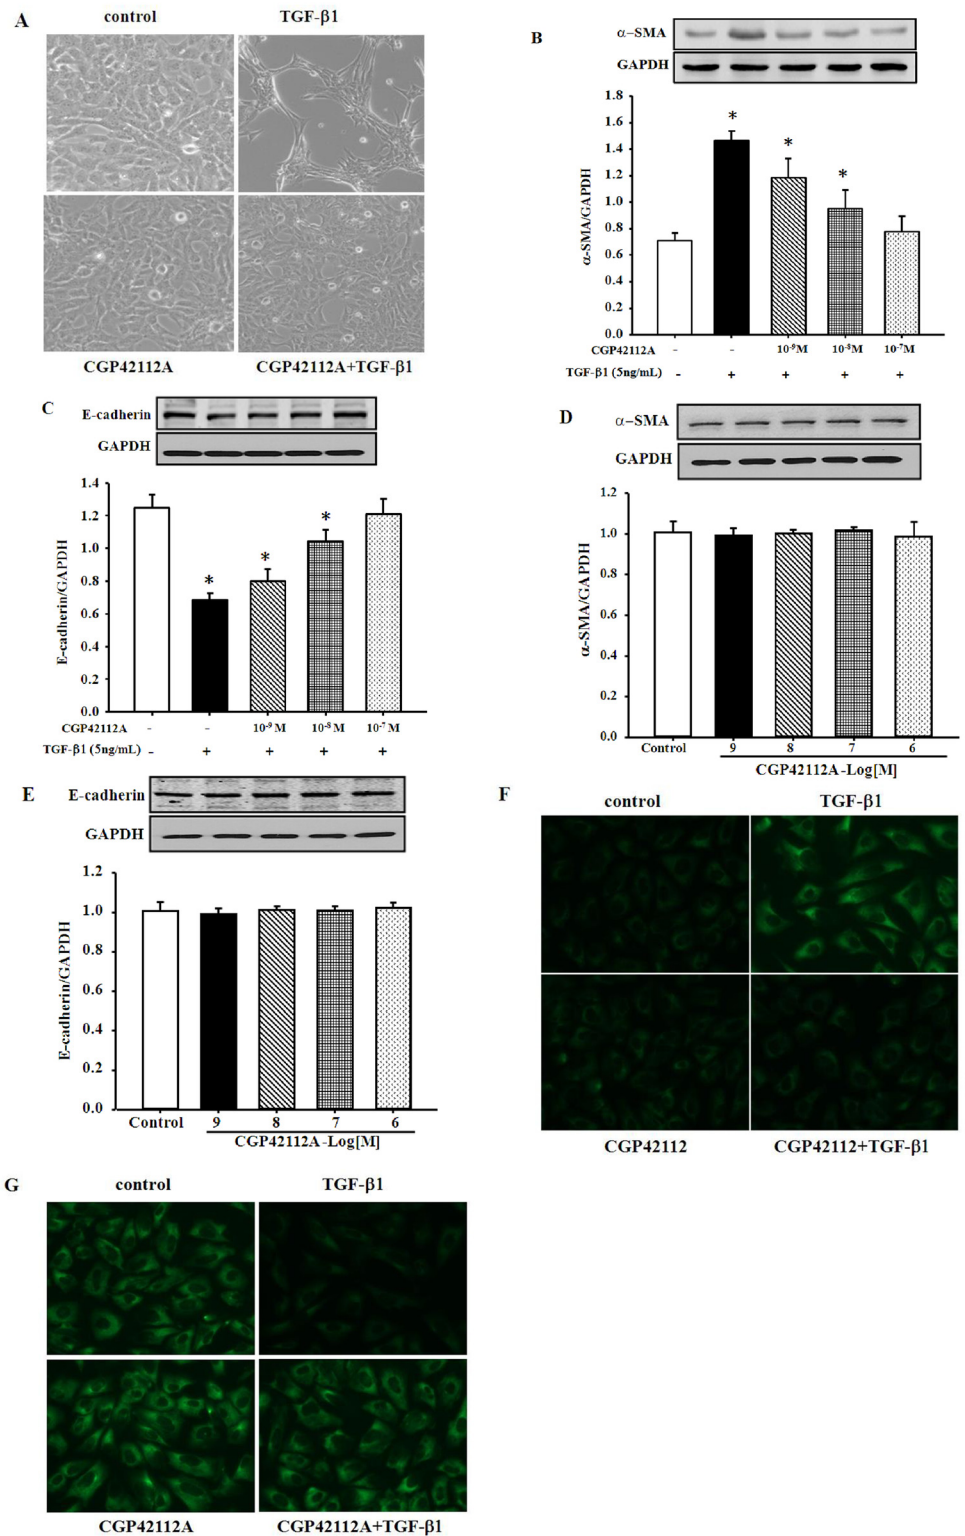 A
control
TGF-β1
CGP42112A
CGP42112A+TGF-β1
B
α-SMA
GAPDH
α-SMA/GAPDH
1.8
1.6
1.4
1.2
1.0
0.8
0.6
0.4
0.2
0.0
*
*
*
CGP42112A - - 10⁻⁹M 10⁻⁸M 10⁻⁷M
TGF-β1 (5ng/mL) - + + + +
C
E-cadherin
GAPDH
E-cadherin/GAPDH
1.4
1.2
1.0
0.8
0.6
0.4
0.2
0.0
*
*
*
CGP42112A - - 10⁻⁹ M 10⁻⁸ M 10⁻⁷ M
TGF-β1 (5ng/mL) - + + + +
D
α-SMA
GAPDH
α-SMA/GAPDH
1.2
1.0
0.8
0.6
0.4
0.2
0.0
Control 9 8 7 6
CGP42112A-Log[M]
E
E-cadherin
GAPDH
E-cadherin/GAPDH
1.2
1.0
0.8
0.6
0.4
0.2
0.0
Control 9 8 7 6
CGP42112A-Log[M]
F
control
TGF-β1
CGP42112
CGP42112+TGF-β1
G
control
TGF-β1
CGP42112A
CGP42112A+TGF-β1